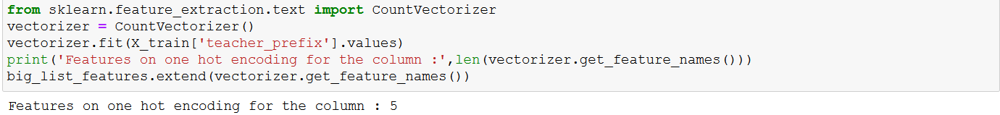 from sklearn.feature_extraction.text import CountVectorizer
vectorizer = CountVectorizer()
vectorizer.fit(X_train['teacher_prefix'].values)
print('Features on one hot encoding for the column :',len(vectorizer.get_feature_names()))
big_list_features.extend(vectorizer.get_feature_names())
Features on one hot encoding for the column : 5